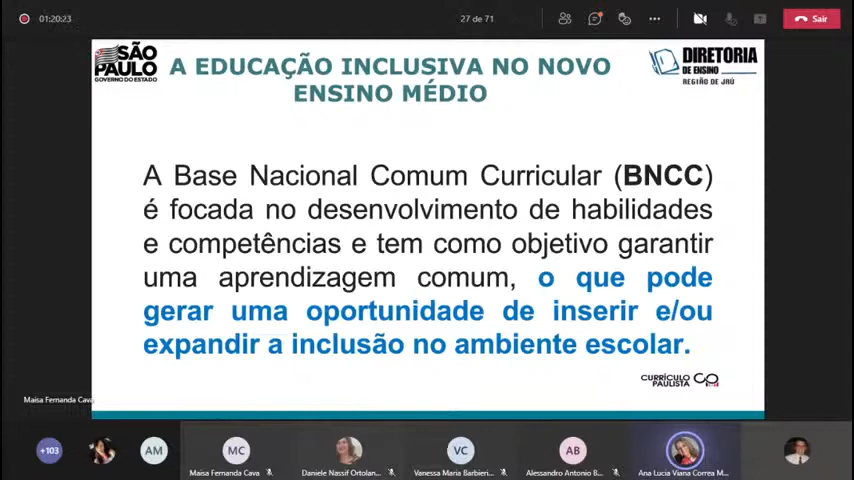 01:20:23
27 de 71
Sair
SÃO PAULO
GOVERNO DO ESTADO
A EDUCAÇÃO INCLUSIVA NO NOVO
ENSINO MÉDIO
DIRETORIA
DE ENSINO
REGIÃO DE JAÚ
A Base Nacional Comum Curricular (BNCC)
é focada no desenvolvimento de habilidades
e competências e tem como objetivo garantir
uma aprendizagem comum, o que pode
gerar uma oportunidade de inserir e/ou
expandir a inclusão no ambiente escolar.
CURRÍCULO
PAULISTA
Maisa Fernanda Cava
+103
AM
MC
VC
AB
Maisa Fernanda Cava
Daniele Nassif Ortolan...
Vanessa Maria Barbieri...
Alessandro Antonio B...
Ana Lucia Viana Correa M...